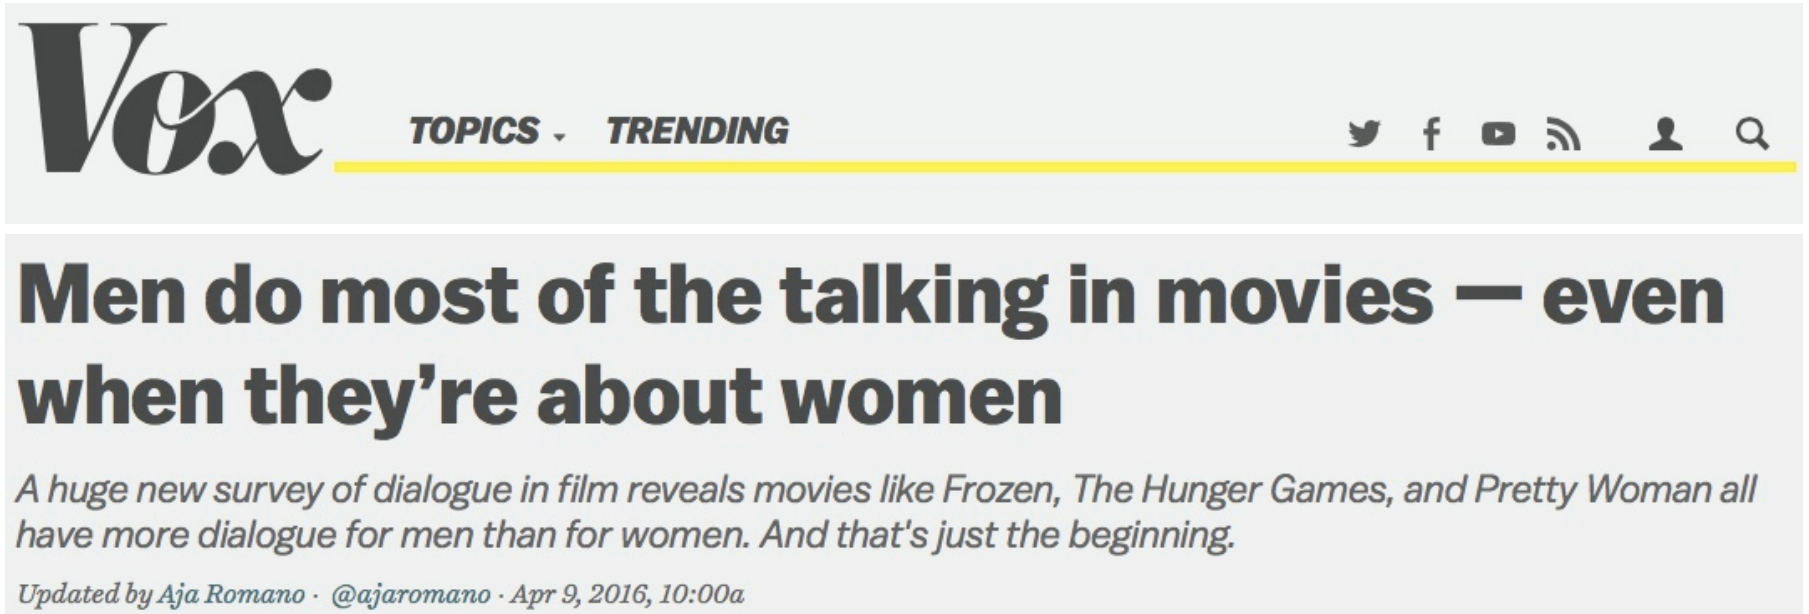 Vox
TOPICS TRENDING
Men do most of the talking in movies — even
when they're about women
A huge new survey of dialogue in film reveals movies like Frozen, The Hunger Games, and Pretty Woman all
have more dialogue for men than for women. And that's just the beginning.
Updated by Aja Romano · @ajaromano · Apr 9, 2016, 10:00a